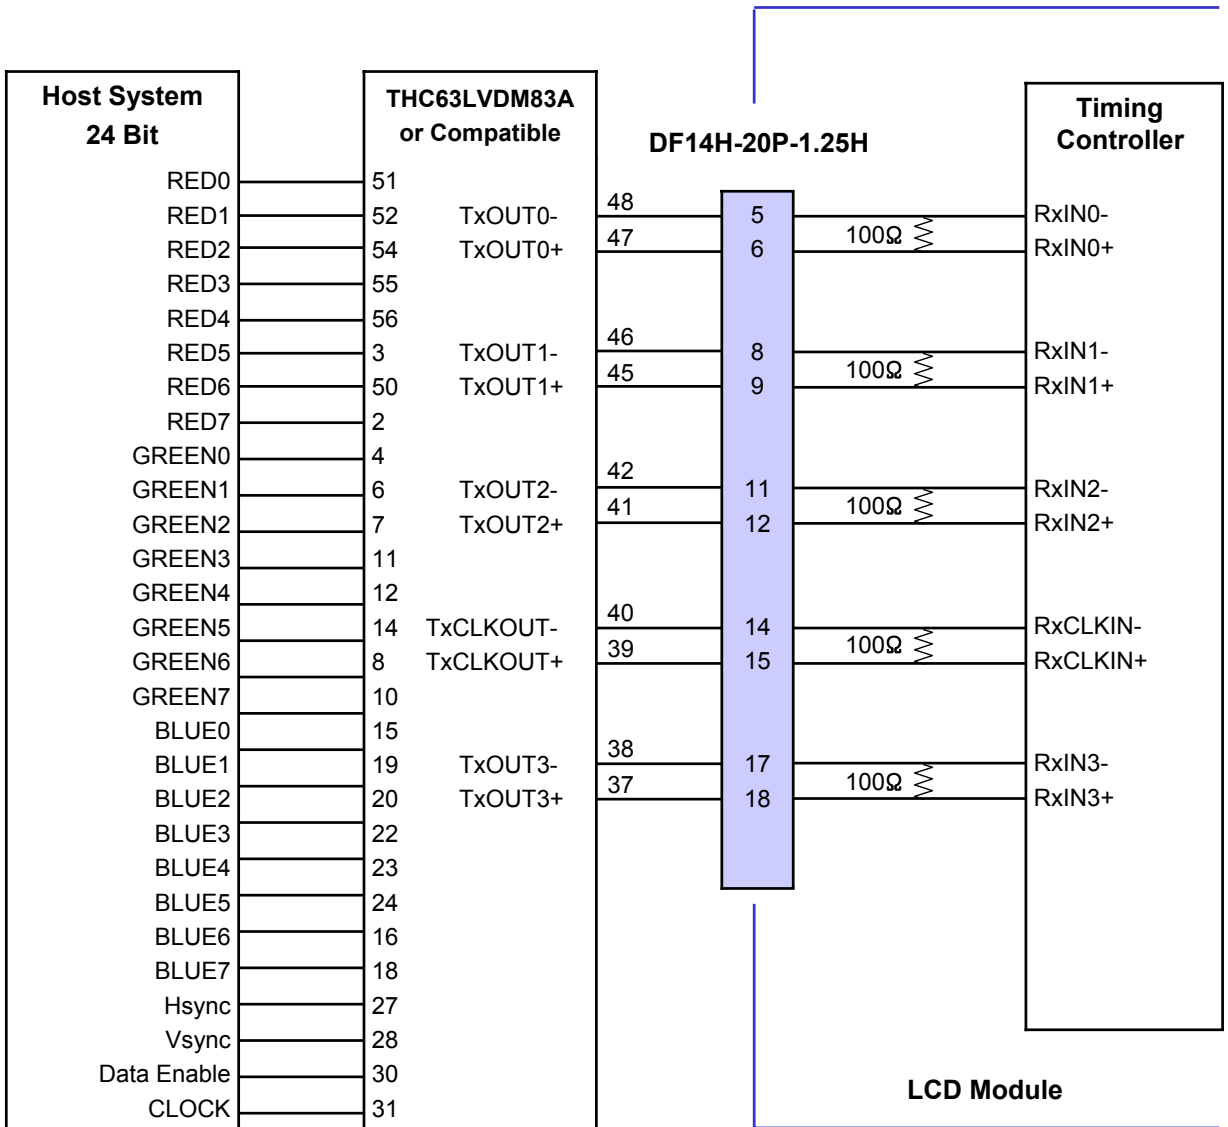 Host System
24 Bit
THC63LVDM83A
or Compatible
DF14H-20P-1.25H
Timing
Controller
RED0 51
RED1 52 TxOUT0- 48 5 RxIN0-
100Ω
RED2 54 TxOUT0+ 47 6 RxIN0+
RED3 55
RED4 56
RED5 3 TxOUT1- 46 8 RxIN1-
100Ω
RED6 50 TxOUT1+ 45 9 RxIN1+
RED7 2
GREEN0 4
GREEN1 6 TxOUT2- 42 11 RxIN2-
100Ω
GREEN2 7 TxOUT2+ 41 12 RxIN2+
GREEN3 11
GREEN4 12
GREEN5 14 TxCLKOUT- 40 14 RxCLKIN-
100Ω
GREEN6 8 TxCLKOUT+ 39 15 RxCLKIN+
GREEN7 10
BLUE0 15
BLUE1 19 TxOUT3- 38 17 RxIN3-
100Ω
BLUE2 20 TxOUT3+ 37 18 RxIN3+
BLUE3 22
BLUE4 23
BLUE5 24
BLUE6 16
BLUE7 18
Hsync 27
Vsync 28
Data Enable 30
CLOCK 31
LCD Module